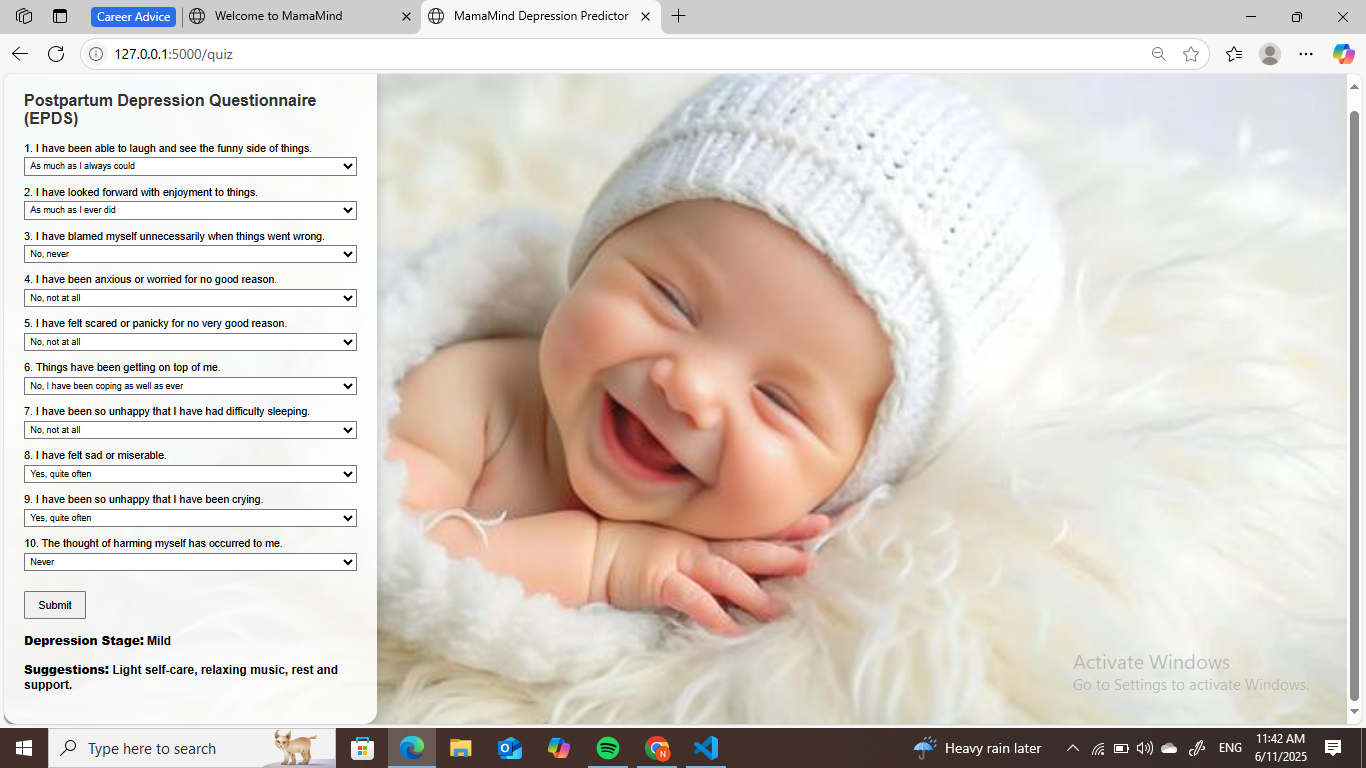 Career Advice
Welcome to MamaMind
MamaMind Depression Predictor
127.0.0.1:5000/quiz
Postpartum Depression Questionnaire
(EPDS)
1. I have been able to laugh and see the funny side of things.
As much as I always could
2. I have looked forward with enjoyment to things.
As much as I ever did
3. I have blamed myself unnecessarily when things went wrong.
No, never
4. I have been anxious or worried for no good reason.
No, not at all
5. I have felt scared or panicky for no very good reason.
No, not at all
6. Things have been getting on top of me.
No, I have been coping as well as ever
7. I have been so unhappy that I have had difficulty sleeping.
No, not at all
8. I have felt sad or miserable.
Yes, quite often
9. I have been so unhappy that I have been crying.
Yes, quite often
10. The thought of harming myself has occurred to me.
Never
Submit
Depression Stage: Mild
Suggestions: Light self-care, relaxing music, rest and
support.
Activate Windows
Go to Settings to activate Windows.
Type here to search
N
Heavy rain later
ENG
11:42 AM
6/11/2025